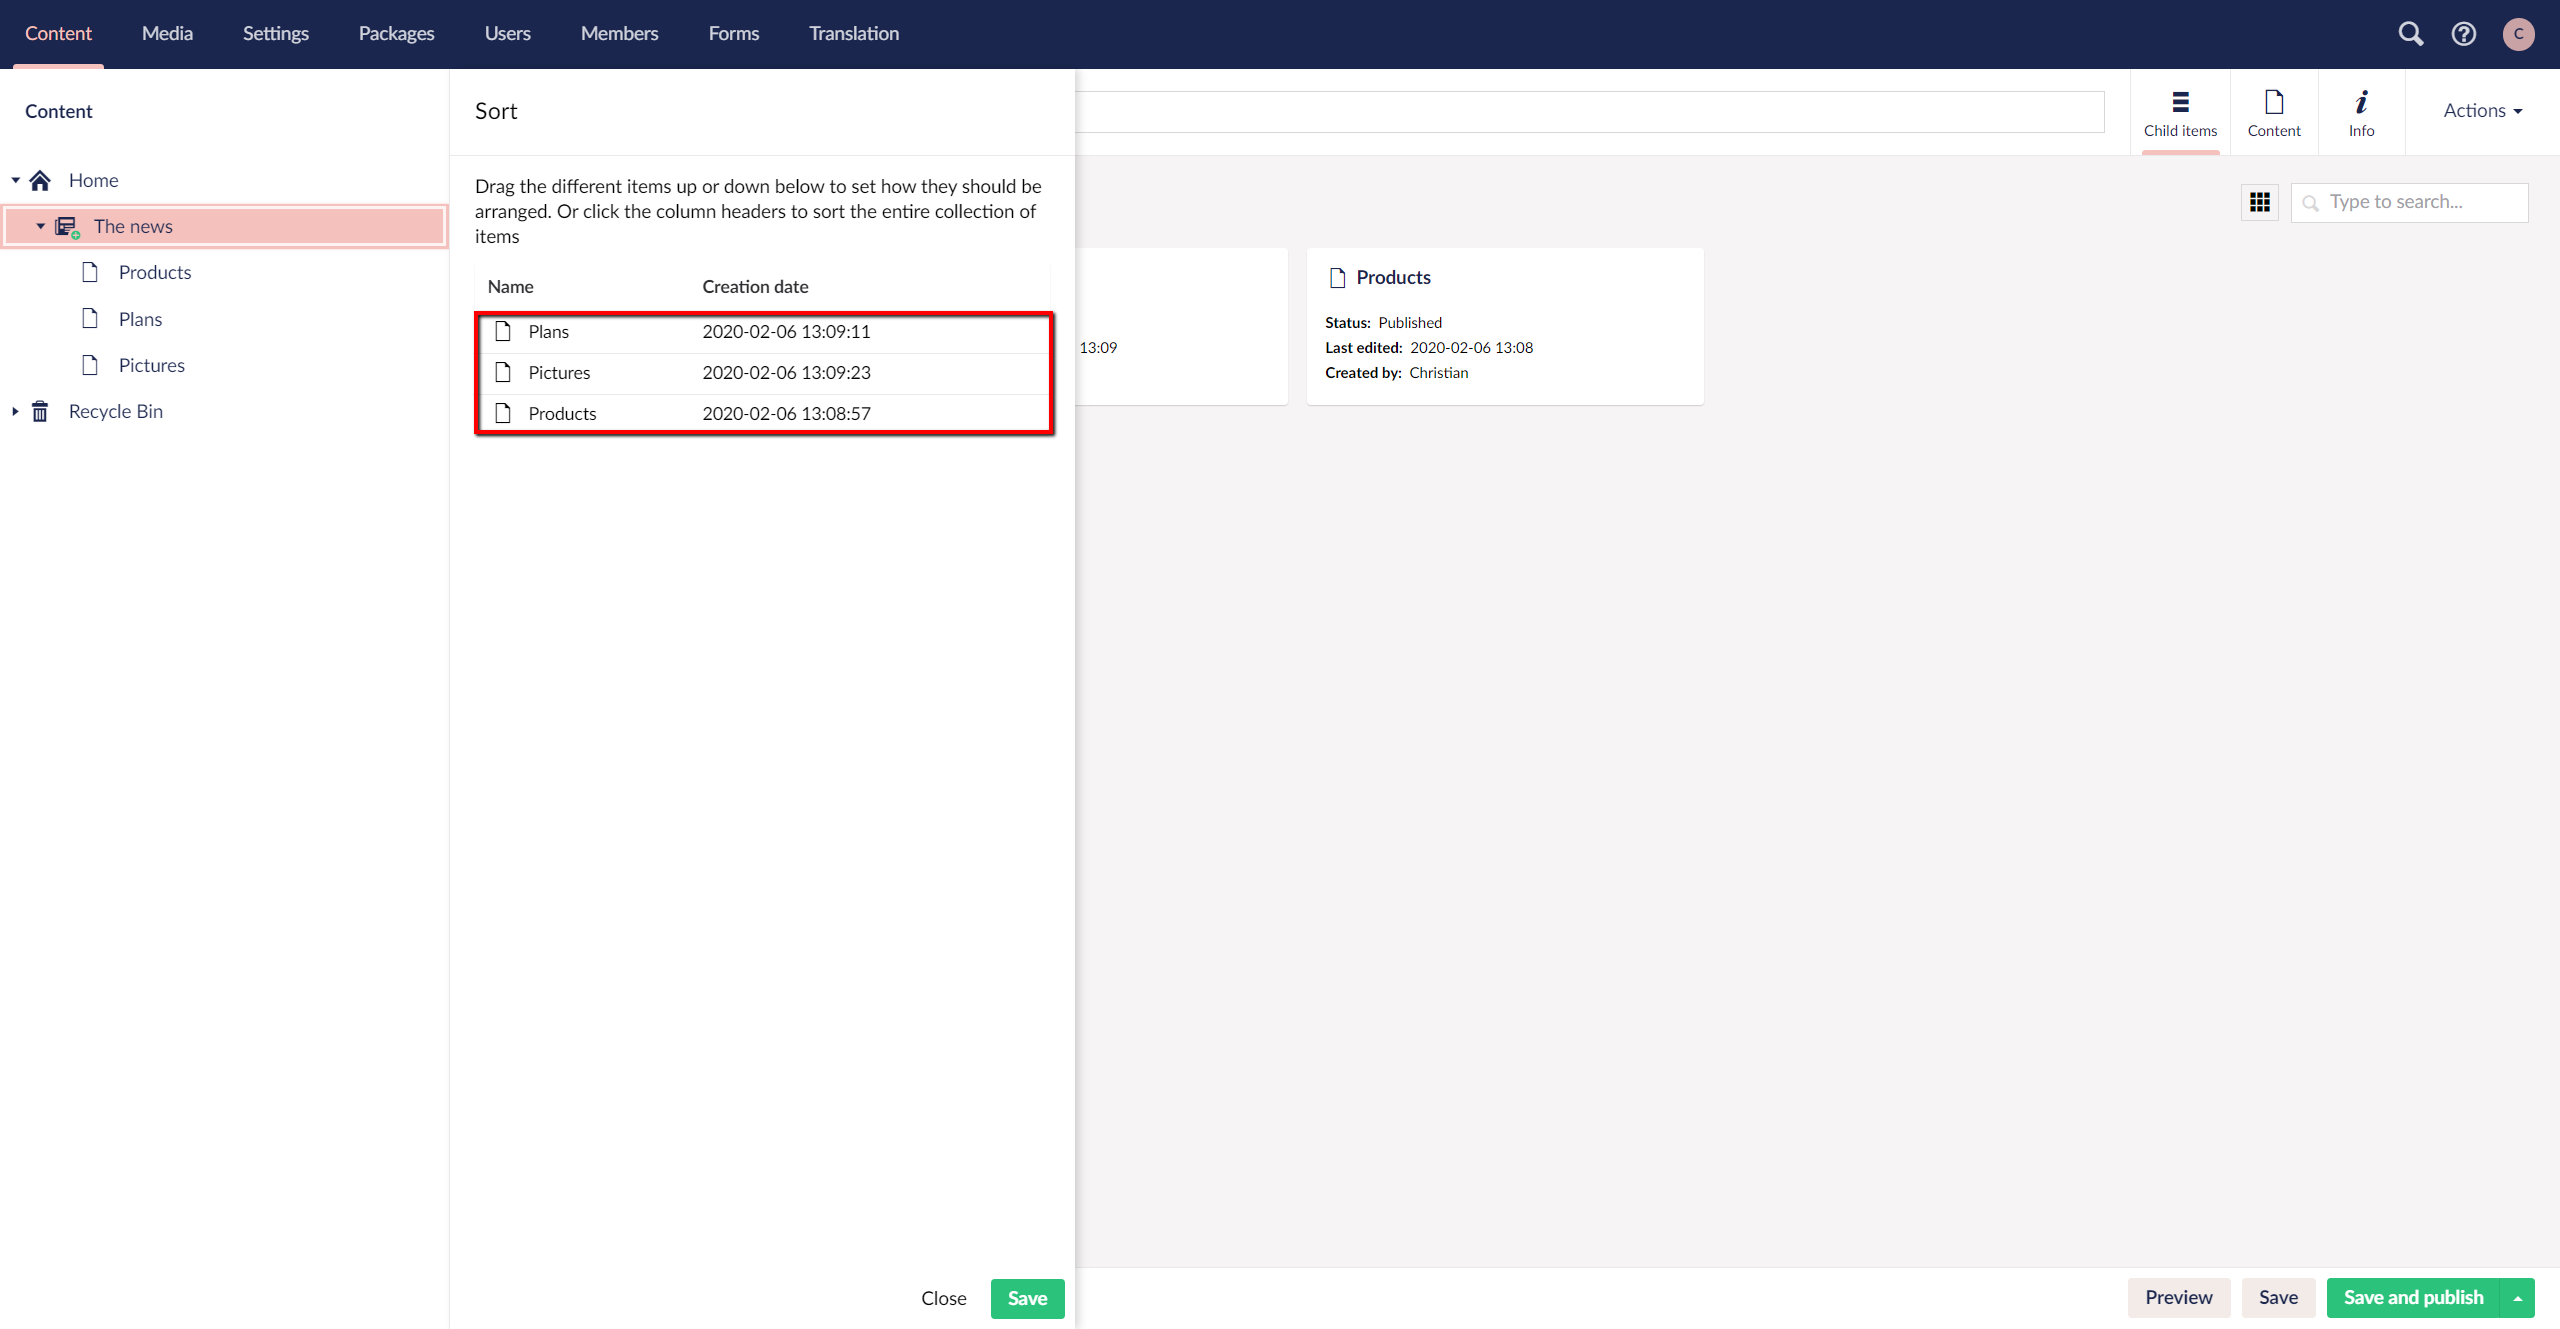 Content Media Settings Packages Users Members Forms Translation
C
Content
Home
The news
Products
Plans
Pictures
Recycle Bin
Sort
Drag the different items up or down below to set how they should be
arranged. Or click the column headers to sort the entire collection of
items
Name Creation date
Plans 2020-02-06 13:09:11
Pictures 2020-02-06 13:09:23
Products 2020-02-06 13:08:57
Close Save
Child items Content Info Actions
Type to search...
13:09
Products
Status: Published
Last edited: 2020-02-06 13:08
Created by: Christian
Preview Save Save and publish